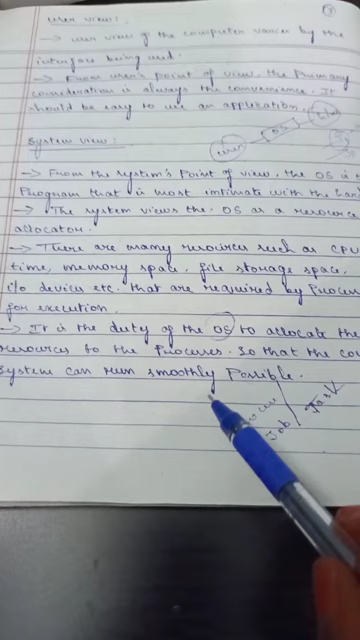 User view:
→ User view of the computer varies by the
interface being used.
→ From user's point of view, the Primary
consideration is always the convenience. It
should be easy to use an application.
user OS
System view:
→ From the system's point of view, the OS is
Program that is most intimate with the
→ The system views the OS as a resource
allocator.
→ There are many resources such as CPU
time, memory space, file storage space,
i/o devices etc. that are required by Process
for execution.
→ It is the duty of the OS to allocate the
resources to the Processes. So that the
System can run smoothly Possible.
Job Task